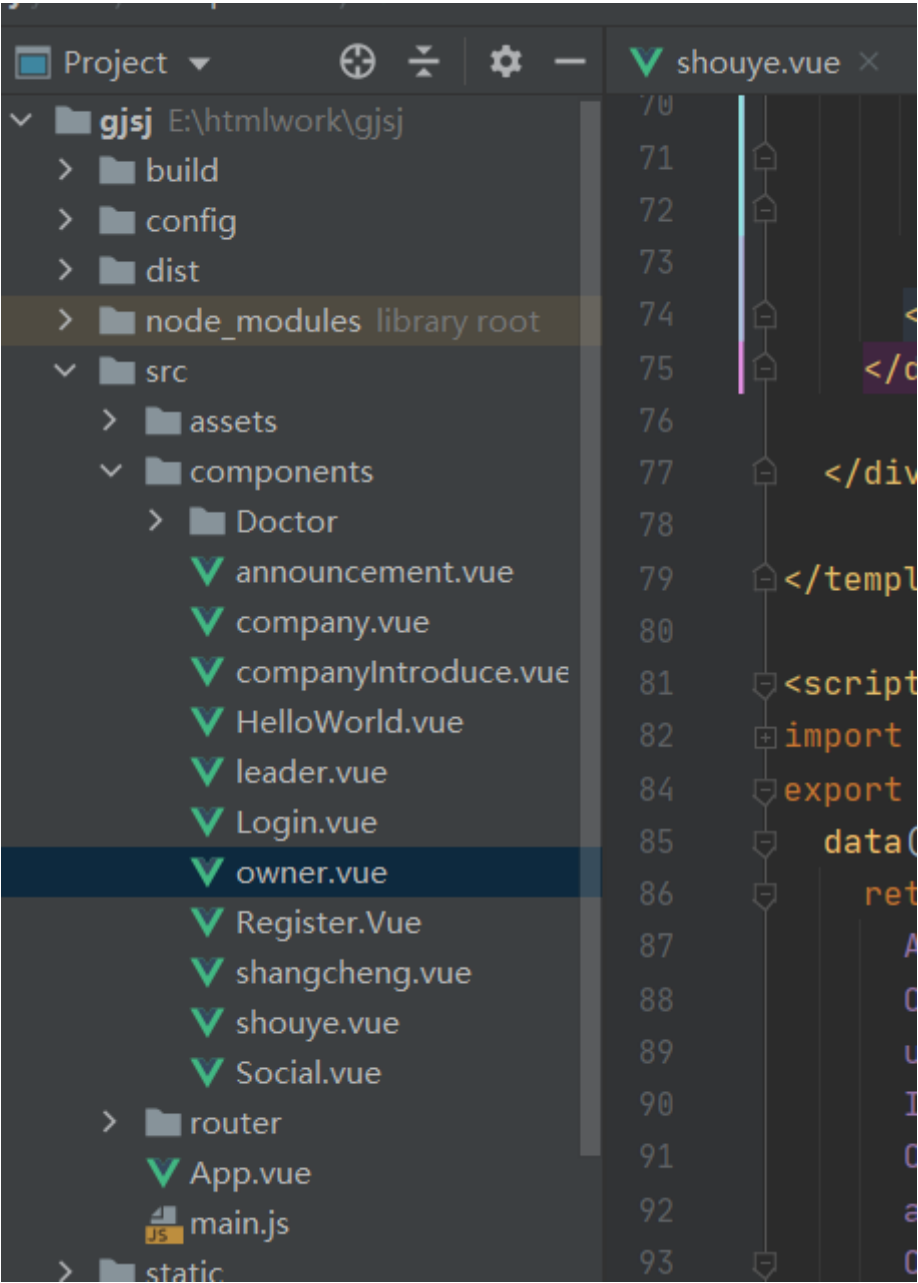 Project
shouye.vue
gjsj E:\htmlwork\gjsj
build
config
dist
node_modules library root
src
assets
components
Doctor
announcement.vue
company.vue
companyIntroduce.vue
HelloWorld.vue
leader.vue
Login.vue
owner.vue
Register.Vue
shangcheng.vue
shouye.vue
Social.vue
router
App.vue
JS main.js
static
70
71
72
73
74 <
75 </d
76
77 </div
78
79 </templ
80
81 <script
82 import
84 export
85 data(
86 ret
87 A
88
89 u
90 I
91
92 a
93